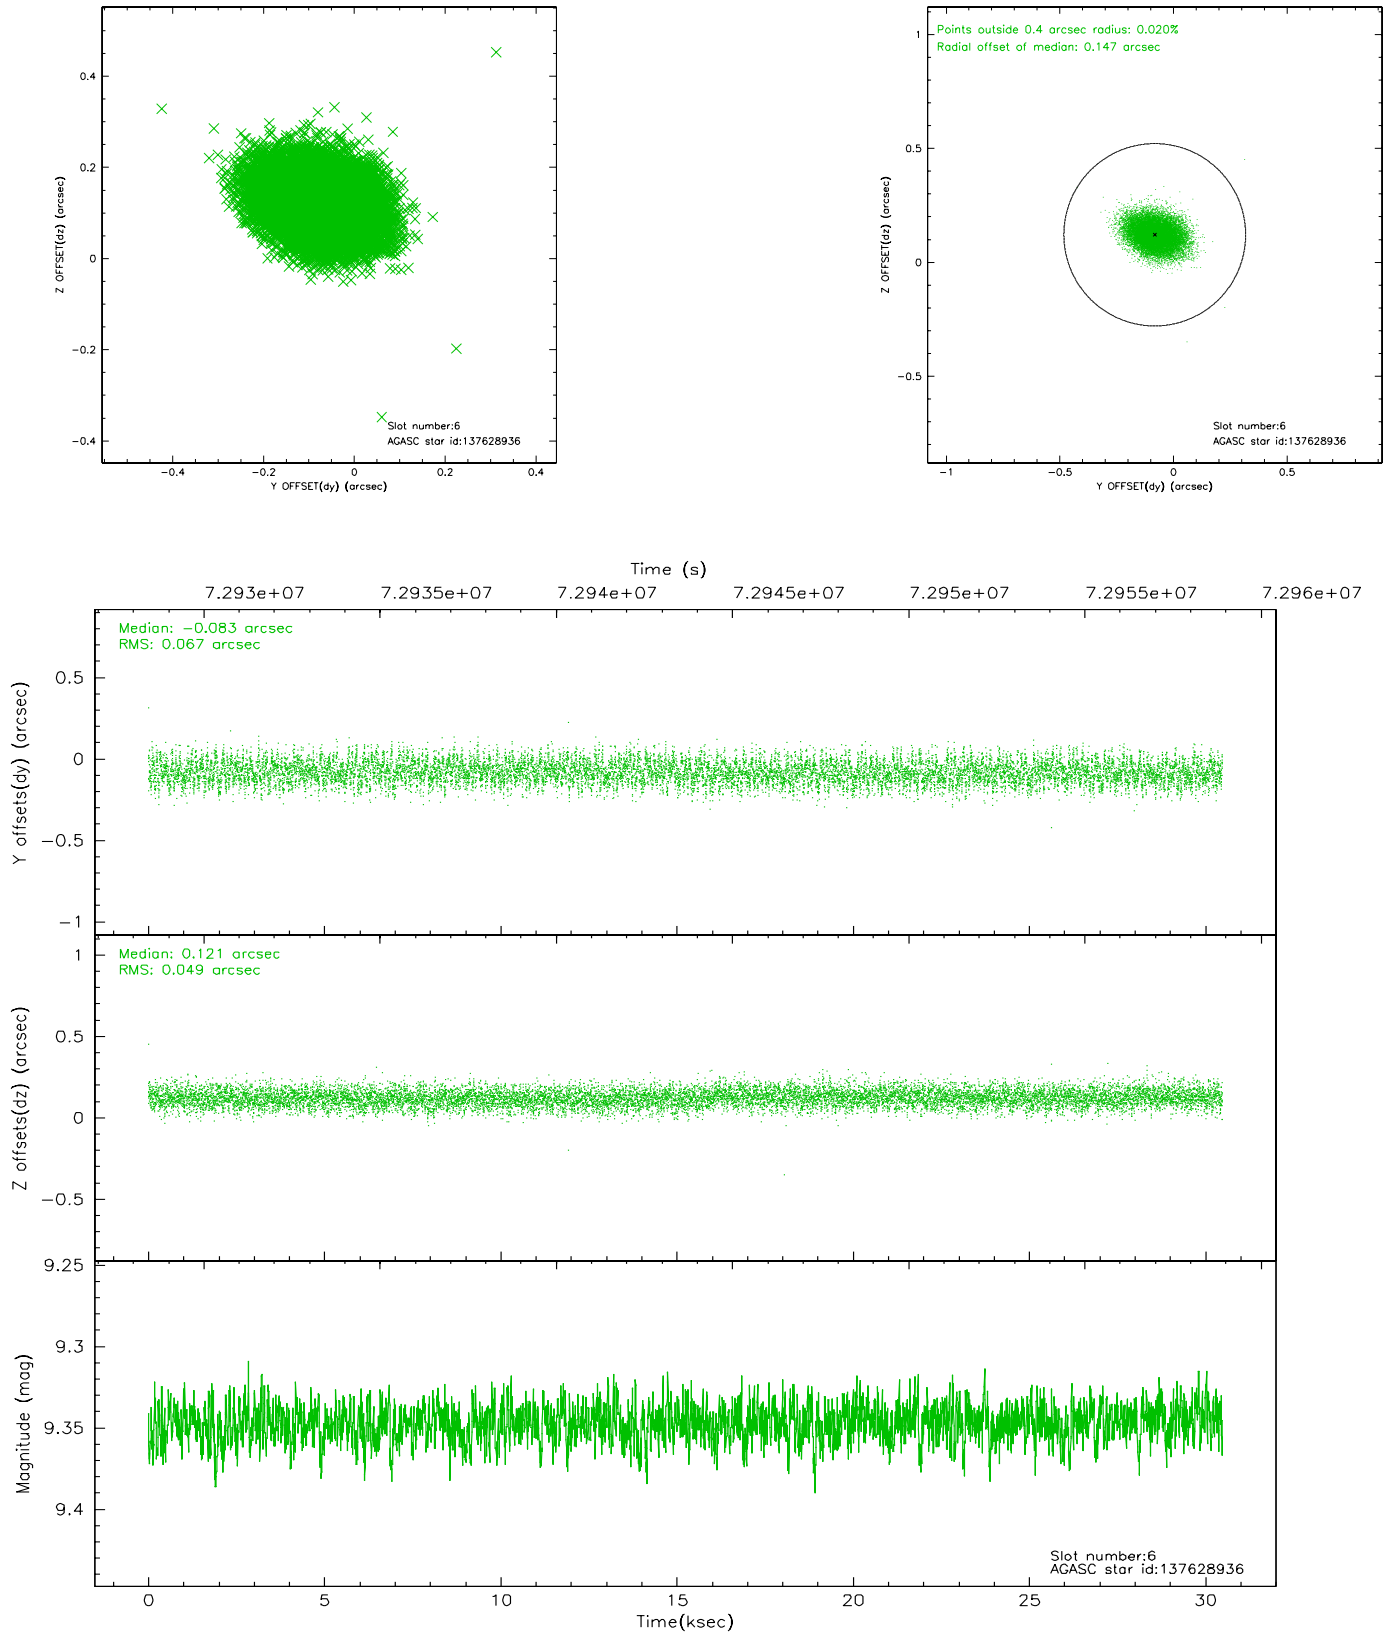 0.4
0.2
0
-0.2
-0.4
Z OFFSET(dz) (arcsec)
-0.4
-0.2
0
0.2
0.4
Y OFFSET(dy) (arcsec)
Slot number:6
AGASC star id:137628936
Points outside 0.4 arcsec radius: 0.020%
Radial offset of median: 0.147 arcsec
1
0.5
0
-0.5
Z OFFSET(dz) (arcsec)
-1
-0.5
0
0.5
Y OFFSET(dy) (arcsec)
Slot number:6
AGASC star id:137628936
Time (s)
7.293e+07
7.2935e+07
7.294e+07
7.2945e+07
7.295e+07
7.2955e+07
7.296e+07
Median: -0.083 arcsec
RMS: 0.067 arcsec
0.5
0
-0.5
-1
Y offsets(dy) (arcsec)
Median: 0.121 arcsec
RMS: 0.049 arcsec
1
0.5
0
-0.5
Z offsets(dz) (arcsec)
9.25
9.3
9.35
9.4
Magnitude (mag)
Slot number:6
AGASC star id:137628936
0
5
10
15
20
25
30
Time(ksec)